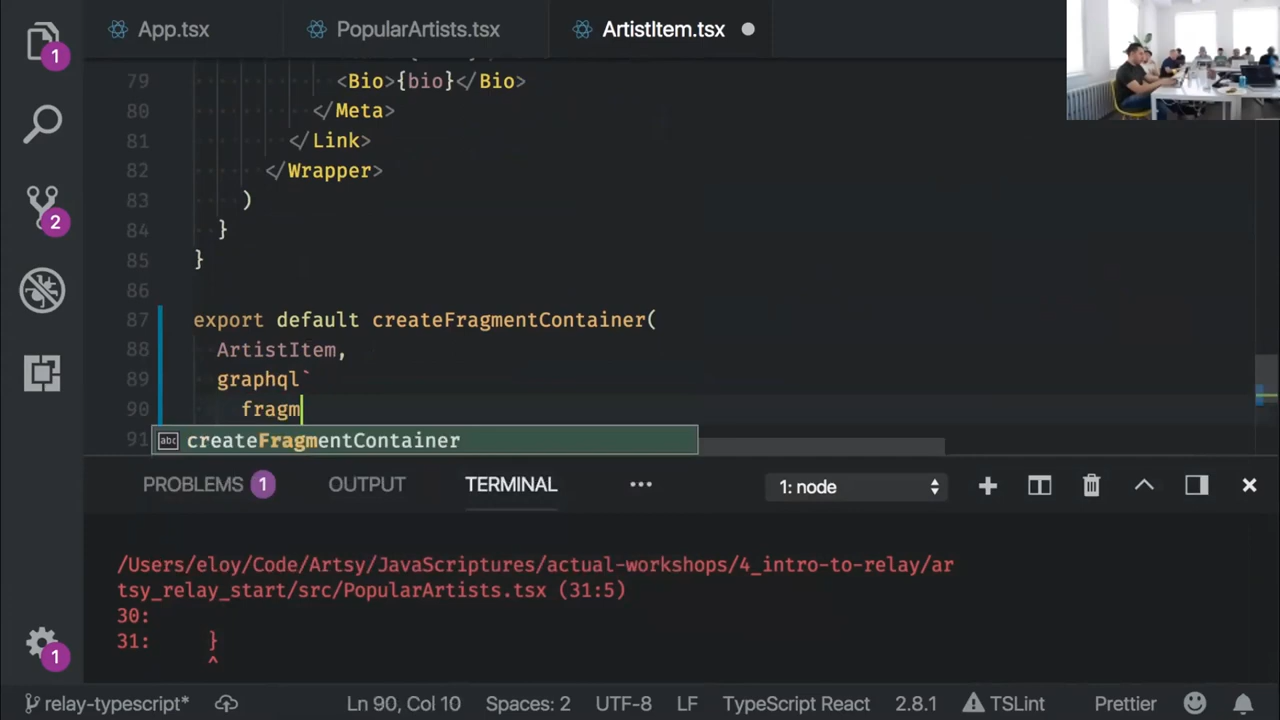 App.tsx
PopularArtists.tsx
ArtistItem.tsx
79 <Bio>{bio}</Bio>
80 </Meta>
81 </Link>
82 </Wrapper>
83 )
84 }
85 }
86
87 export default createFragmentContainer(
88 ArtistItem,
89 graphql`
90 fragm
91
abc createFragmentContainer
1
2
1
PROBLEMS 1 OUTPUT TERMINAL ••• 1: node
/Users/eloy/Code/Artsy/JavaScriptures/actual-workshops/4_intro-to-relay/ar
tsy_relay_start/src/PopularArtists.tsx (31:5)
30:
31: }
^
relay-typescript* Ln 90, Col 10 Spaces: 2 UTF-8 LF TypeScript React 2.8.1 TSLint Prettier